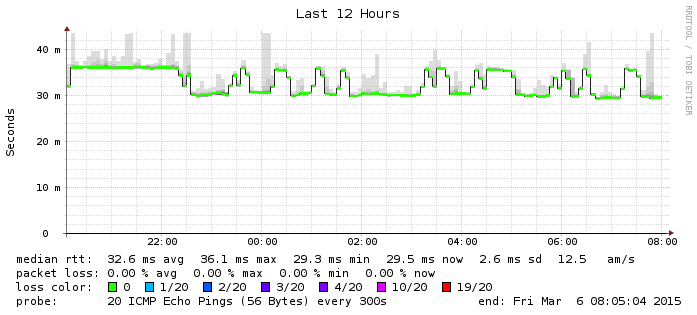 Last 12 Hours
RRDTOOL / TOBI OETIKER
Seconds
40 m
30 m
20 m
10 m
0
22:00 00:00 02:00 04:00 06:00 08:00
median rtt: 32.6 ms avg 36.1 ms max 29.3 ms min 29.5 ms now 2.6 ms sd 12.5 am/s
packet loss: 0.00 % avg 0.00 % max 0.00 % min 0.00 % now
loss color: 0 1/20 2/20 3/20 4/20 10/20 19/20
probe: 20 ICMP Echo Pings (56 Bytes) every 300s end: Fri Mar 6 08:05:04 2015